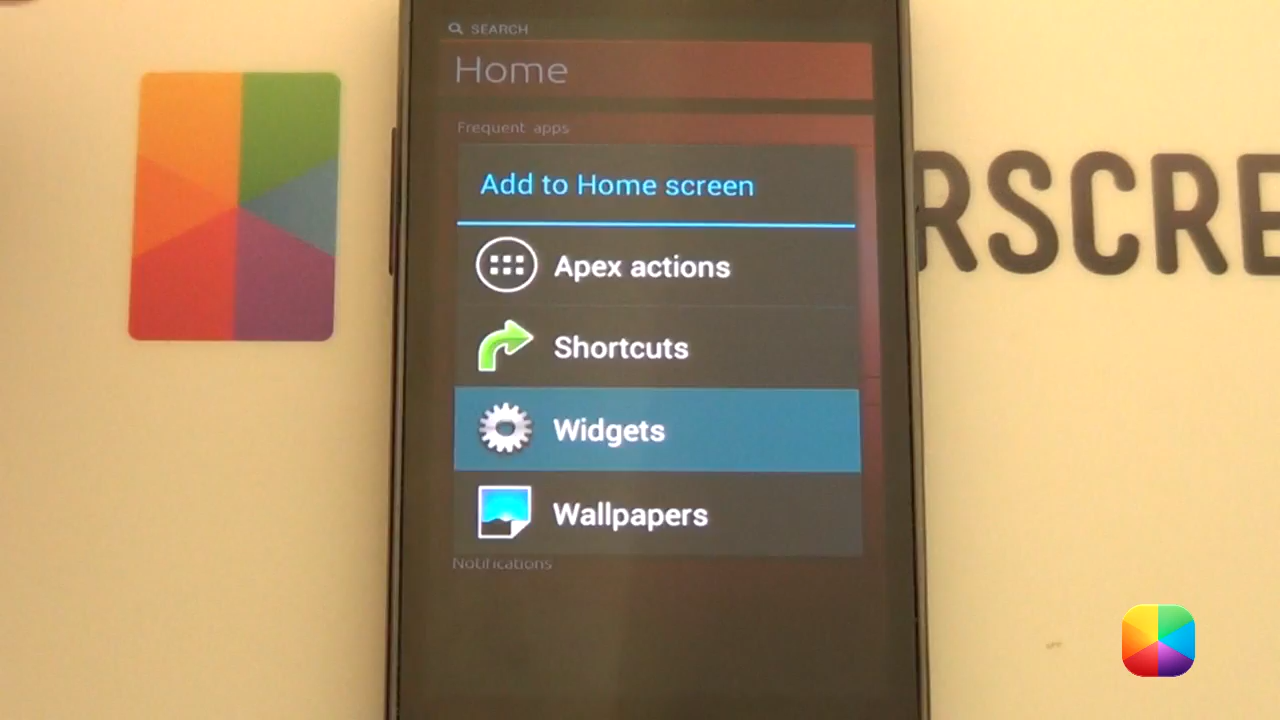 SEARCH
Home
Frequent apps
Add to Home screen
Apex actions
Shortcuts
Widgets
Wallpapers
Notifications
RSCRE